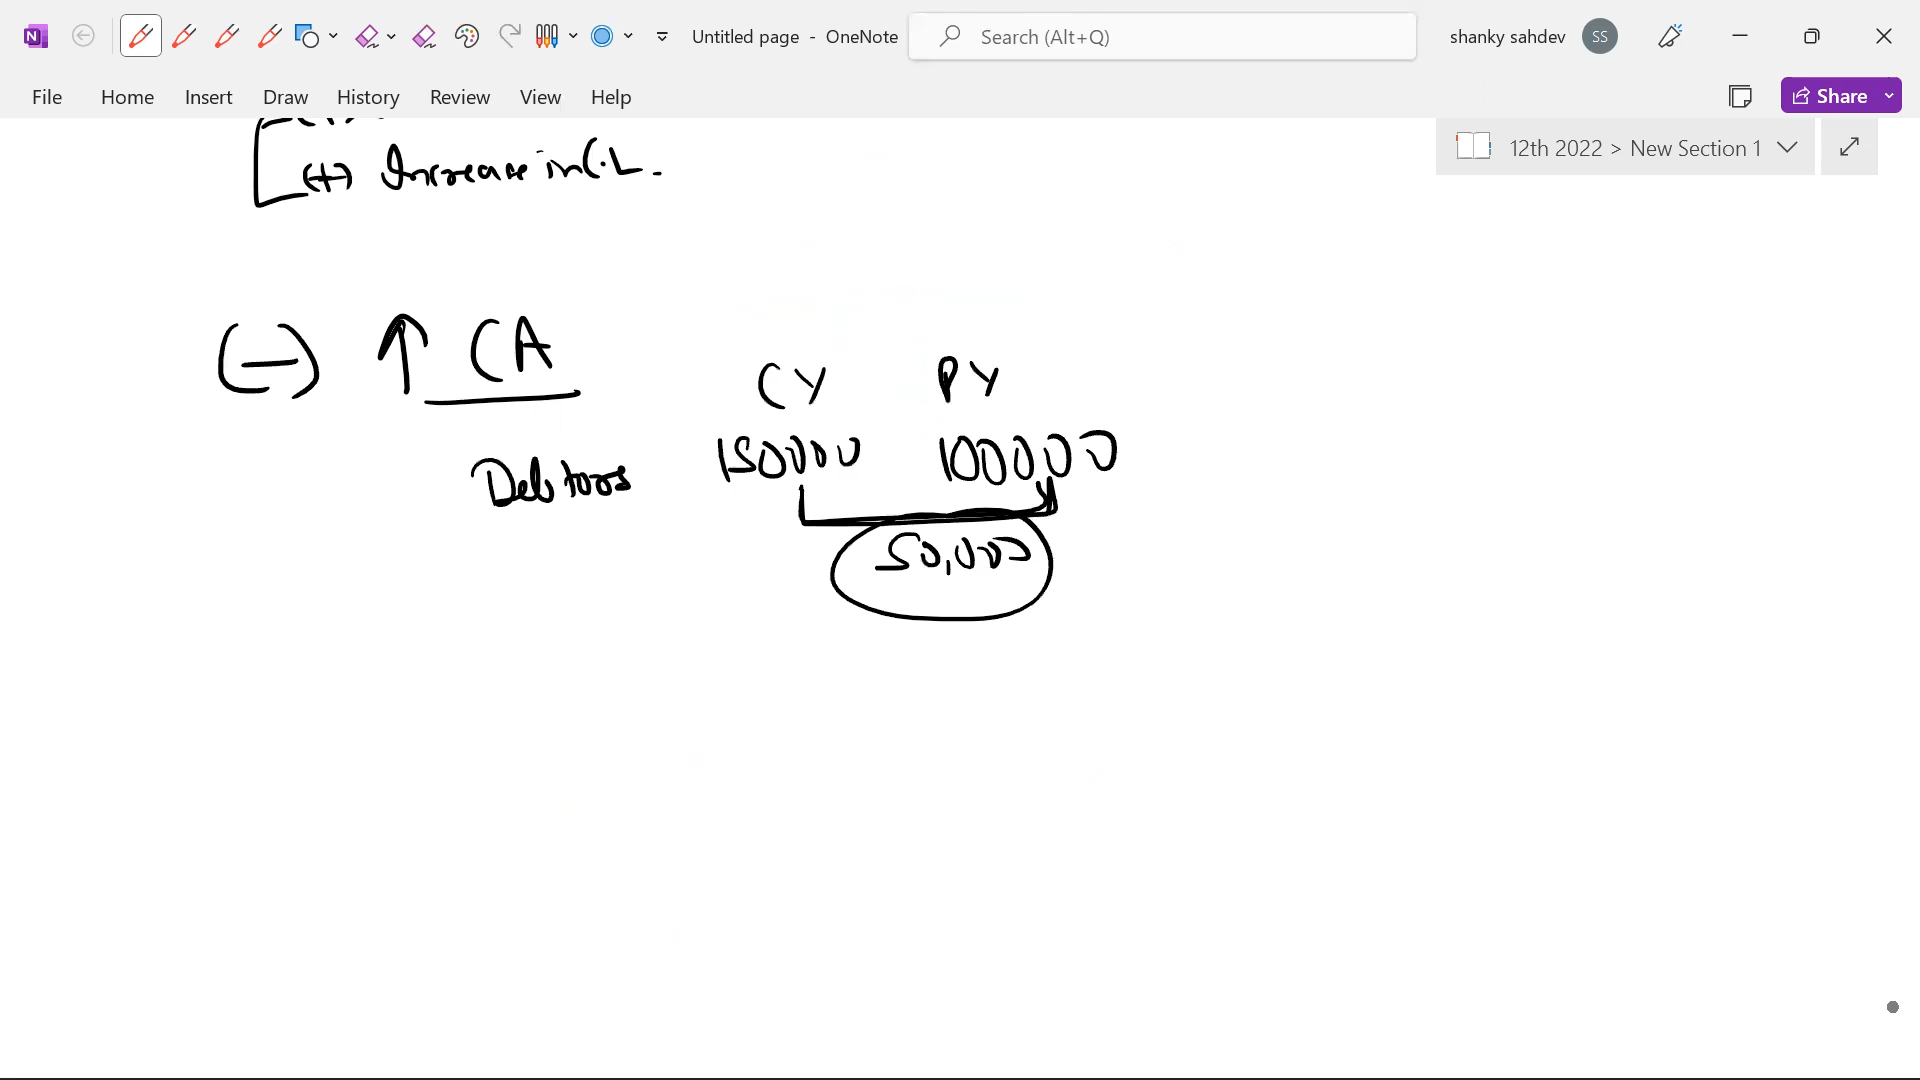 Untitled page - OneNote
Search (Alt+Q)
shanky sahdev
SS
File Home Insert Draw History Review View Help
Share
12th 2022 > New Section 1
(+) Increase in C.L.
(-) ↑ CA
CY PY
Debtors 150000 100000
50,000